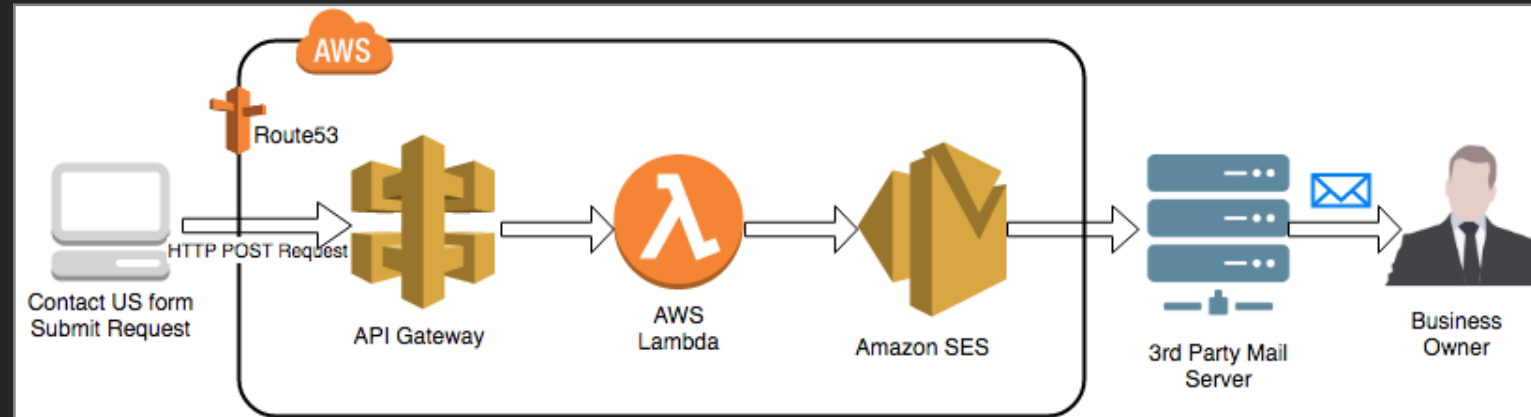 AWS
Route53
HTTP POST Request
Contact US form
Submit Request
API Gateway
AWS
Lambda
Amazon SES
3rd Party Mail
Server
Business
Owner